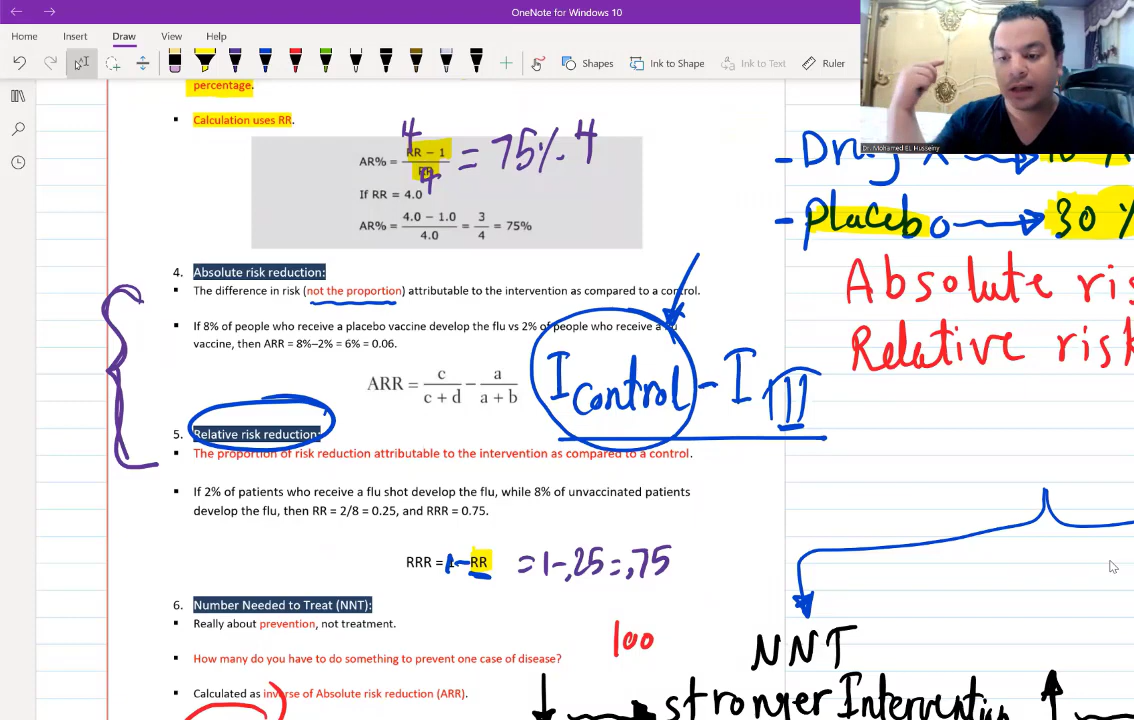 OneNote for Windows 10
Home Insert Draw View Help
Shapes Ink to Shape Ink to Text Ruler
Dr. Mohamed EL Husseiny
percentage.
Calculation uses RR.
4
AR% = RR – 1 = 75% 4
4
If RR = 4.0
AR% = 4.0 – 1.0 / 4.0 = 3 / 4 = 75%
4. Absolute risk reduction:
The difference in risk (not the proportion) attributable to the intervention as compared to a control.
If 8% of people who receive a placebo vaccine develop the flu vs 2% of people who receive a
vaccine, then ARR = 8%–2% = 6% = 0.06.
ARR = c / c + d − a / a + b
I control - I
5. Relative risk reduction:
The proportion of risk reduction attributable to the intervention as compared to a control.
If 2% of patients who receive a flu shot develop the flu, while 8% of unvaccinated patients
develop the flu, then RR = 2/8 = 0.25, and RRR = 0.75.
RRR = 1 - RR = 1-.25=.75
6. Number Needed to Treat (NNT):
Really about prevention, not treatment.
How many do you have to do something to prevent one case of disease?
100
Calculated as inverse of Absolute risk reduction (ARR).
- Drug
- Placebo 30 %
Absolute ris
Relative risk
NNT
stronger Interventio